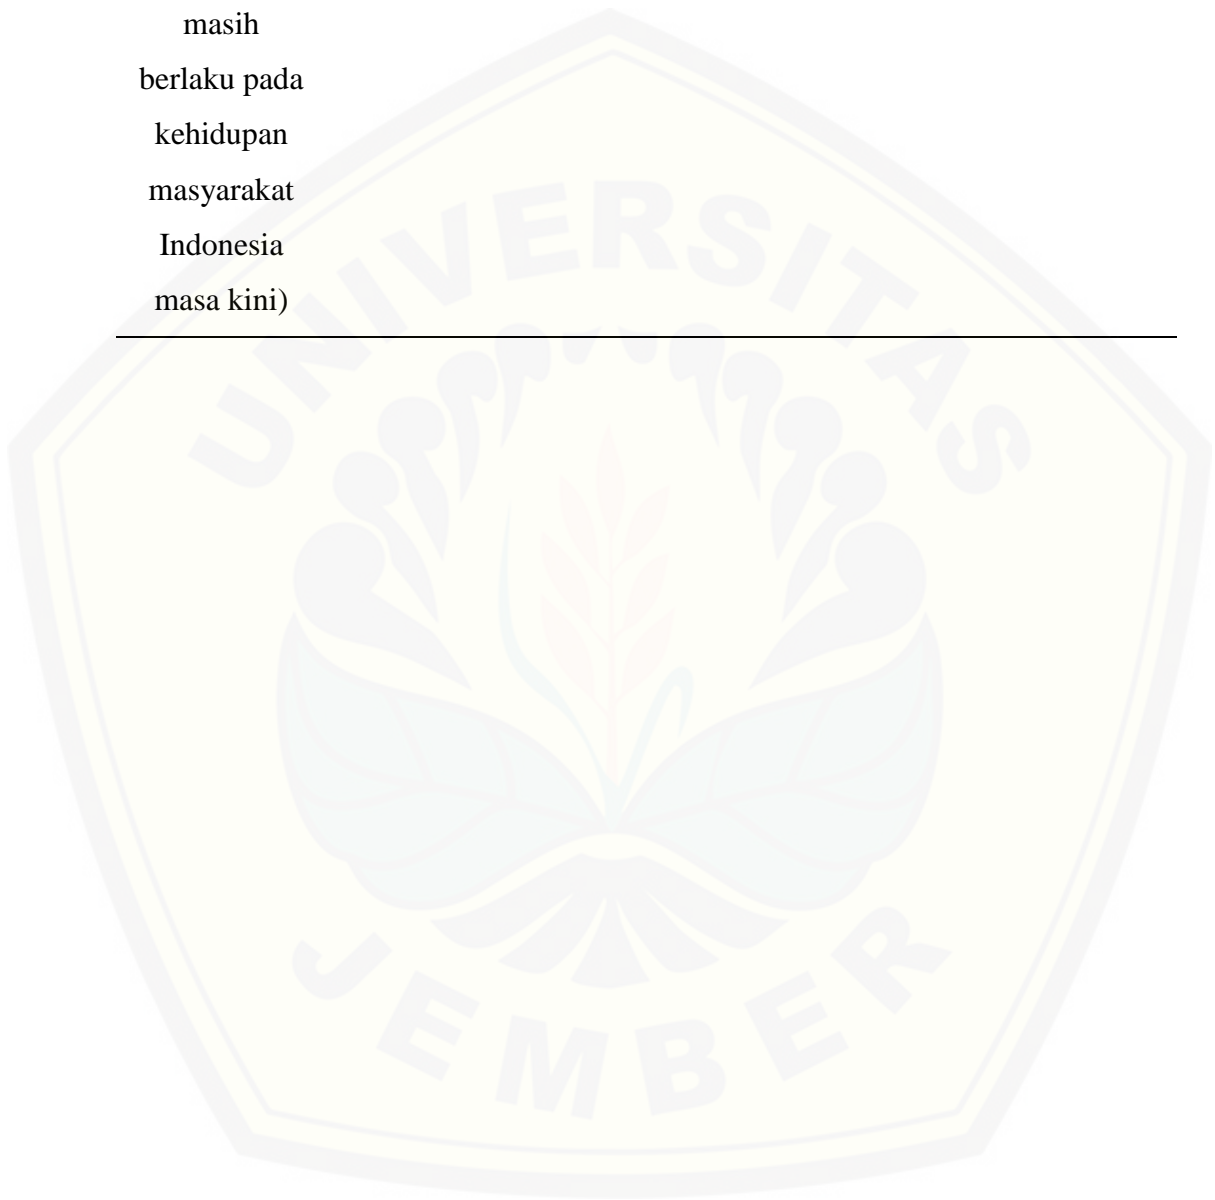 masih
berlaku pada
kehidupan
masyarakat
Indonesia
masa kini)
UNIVERSITAS
JEMBER